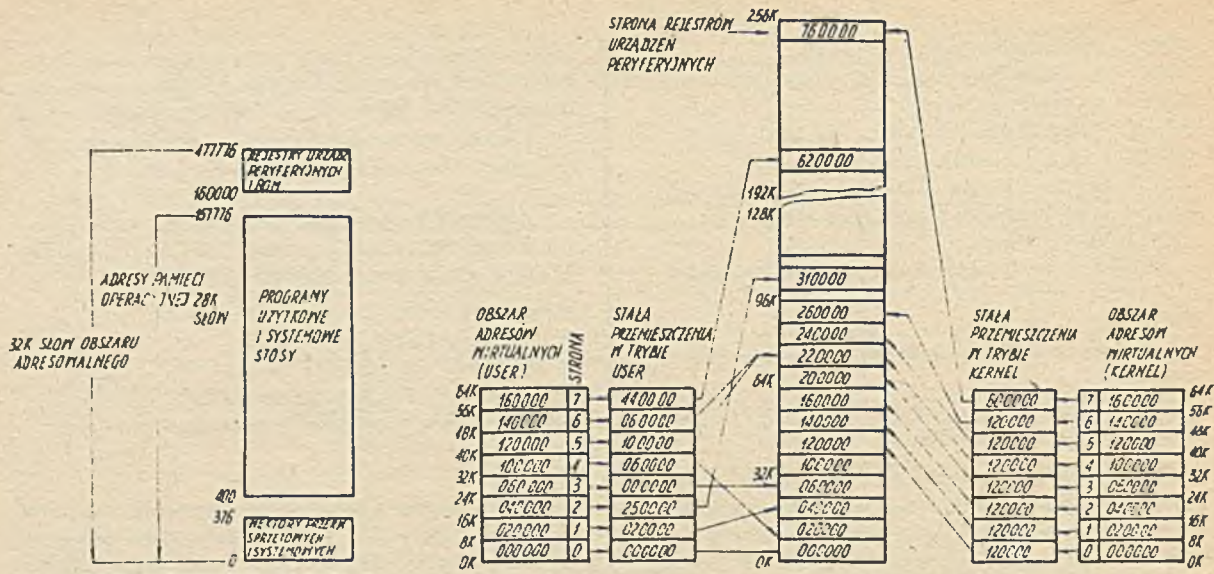 STRONA REJESTRÓW
URZĄDZEŃ
PERYFERYJNYCH
256K
760000
620000
192K
128K
310000
96K
260000
240000
220000
64K
200000
160000
140000
120000
100000
32K
060000
040000
020000
000000
0K
177776
REJESTRY URZĄDZ
PERYFERYJNYCH
I ROM
160000
157776
ADRESY PAMIĘCI
OPERACYJNEJ 28K
SŁÓW
32K SŁÓW OBSZARU
ADRESOWALNEGO
PROGRAMY
UŻYTKOWE
I SYSTEMOWE
STOSY
400
376
WEKTORY PRZERW
SPRZĘTOWYCH
I SYSTEMOWYCH
0
OBSZAR
ADRESÓW
WIRTUALNYCH
(USER)
STRONA
STAŁA
PRZEMIESZCZENIA
W TRYBIE
USER
64K
160000 7 440000
56K
140000 6 060000
48K
120000 5 100000
40K
100000 4 060000
32K
060000 3 000000
24K
040000 2 250000
16K
020000 1 020000
8K
000000 0 000000
0K
STAŁA
PRZEMIESZCZENIA
W TRYBIE
KERNEL
OBSZAR
ADRESÓW
WIRTUALNYCH
(KERNEL)
64K
600000 7 160000
56K
120000 6 140000
48K
120000 5 120000
40K
120000 4 100000
32K
120000 3 060000
24K
120000 2 040000
16K
120000 1 020000
8K
120000 0 000000
0K